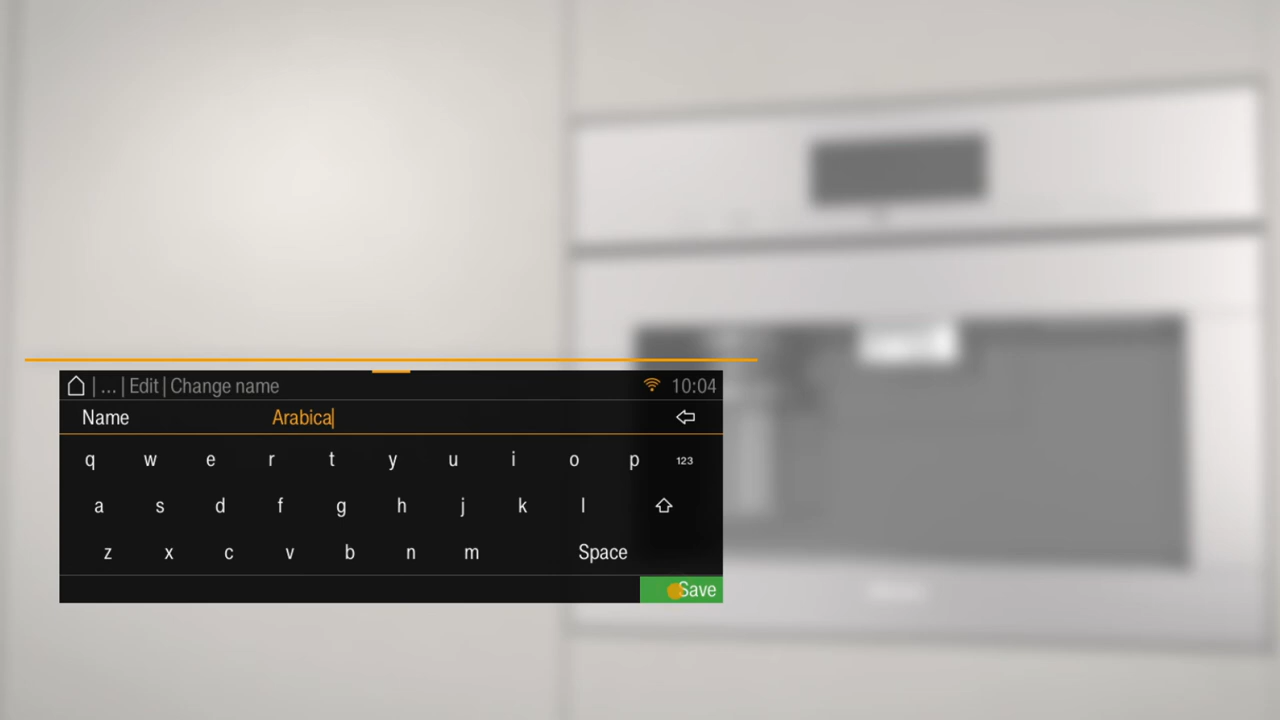 | ... | Edit | Change name 10:04
Name Arabica
q w e r t y u i o p 123
a s d f g h j k l
z x c v b n m Space
Save